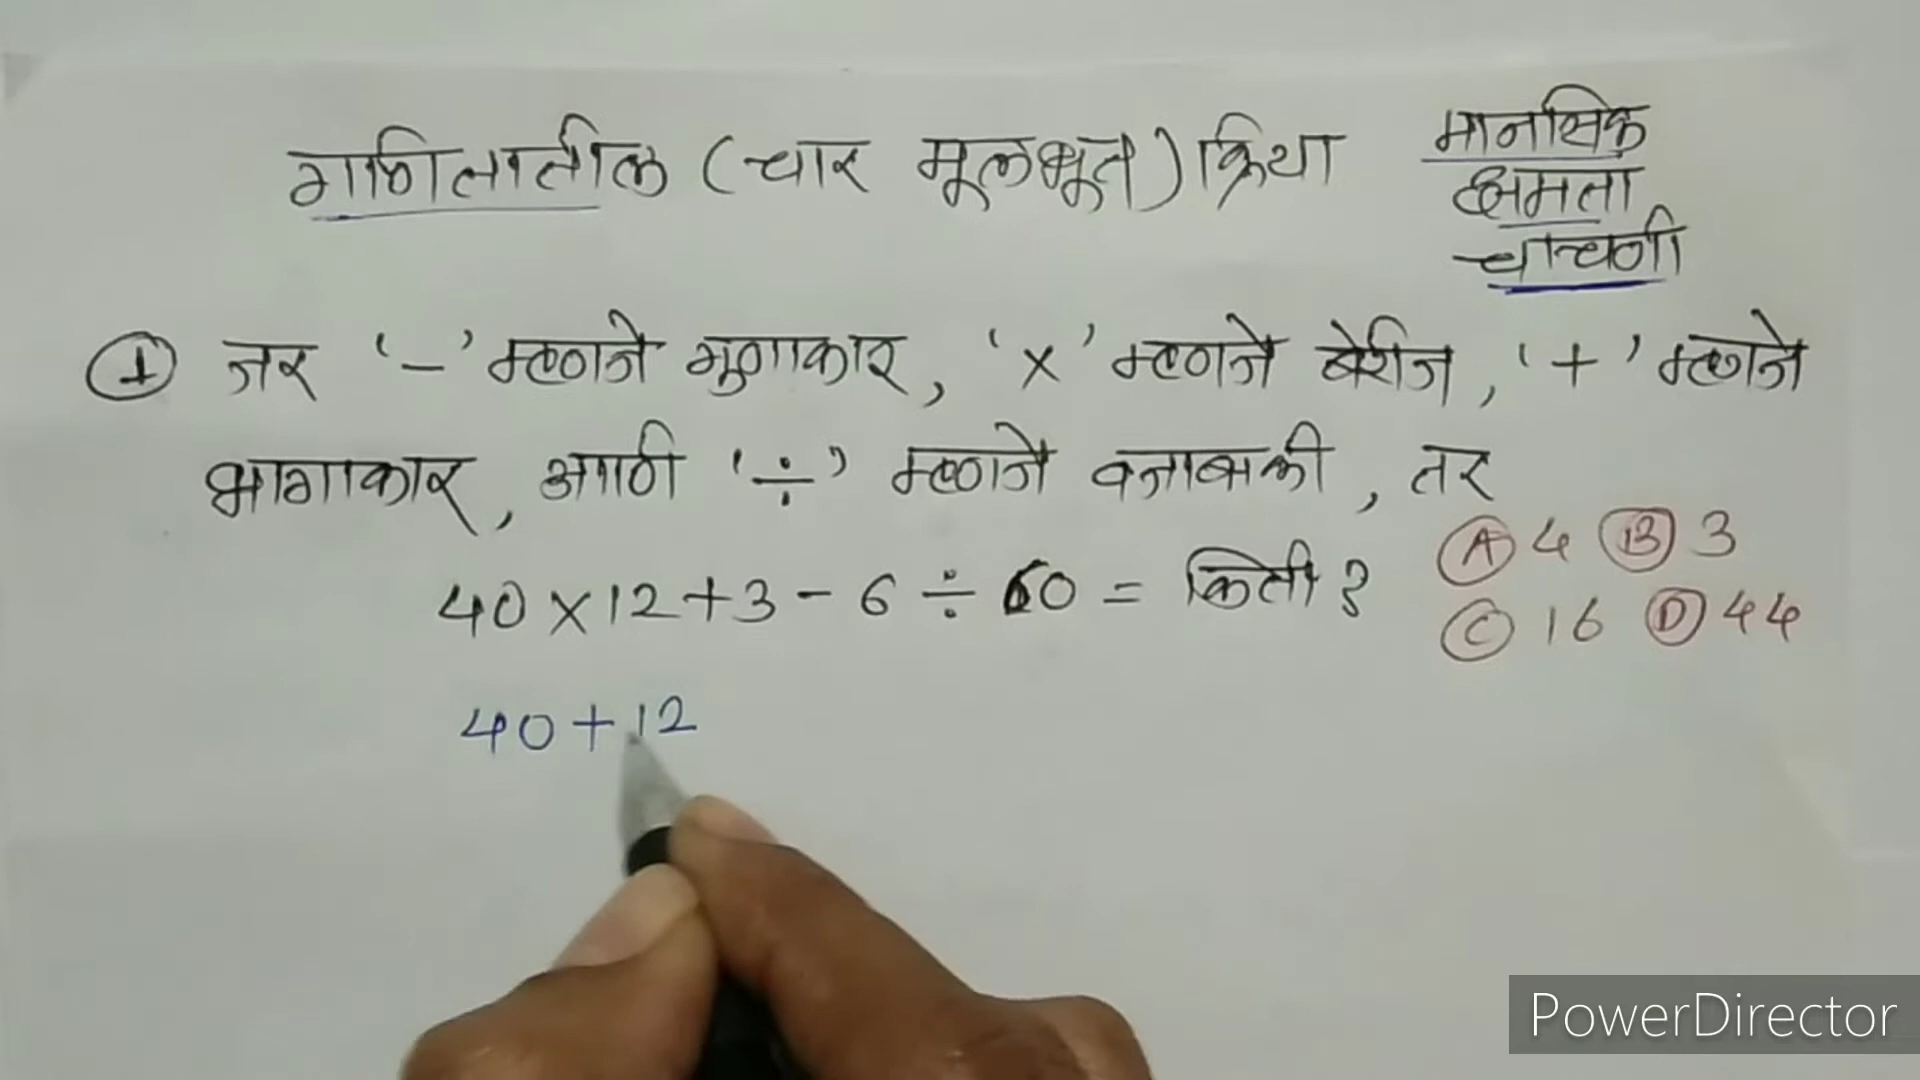 गणितातील (चार मूलभूत) क्रिया
मानसिक
क्षमता
चाचणी
① जर '−' म्हणजे गुणाकार, '×' म्हणजे बेरीज, '+' म्हणजे
भागाकार, आणी '÷' म्हणजे वजाबाकी, तर
40 × 12 + 3 − 6 ÷ 60 = किती ?
Ⓐ 4 Ⓑ 3
Ⓒ 16 Ⓓ 44
40 + 12
PowerDirector